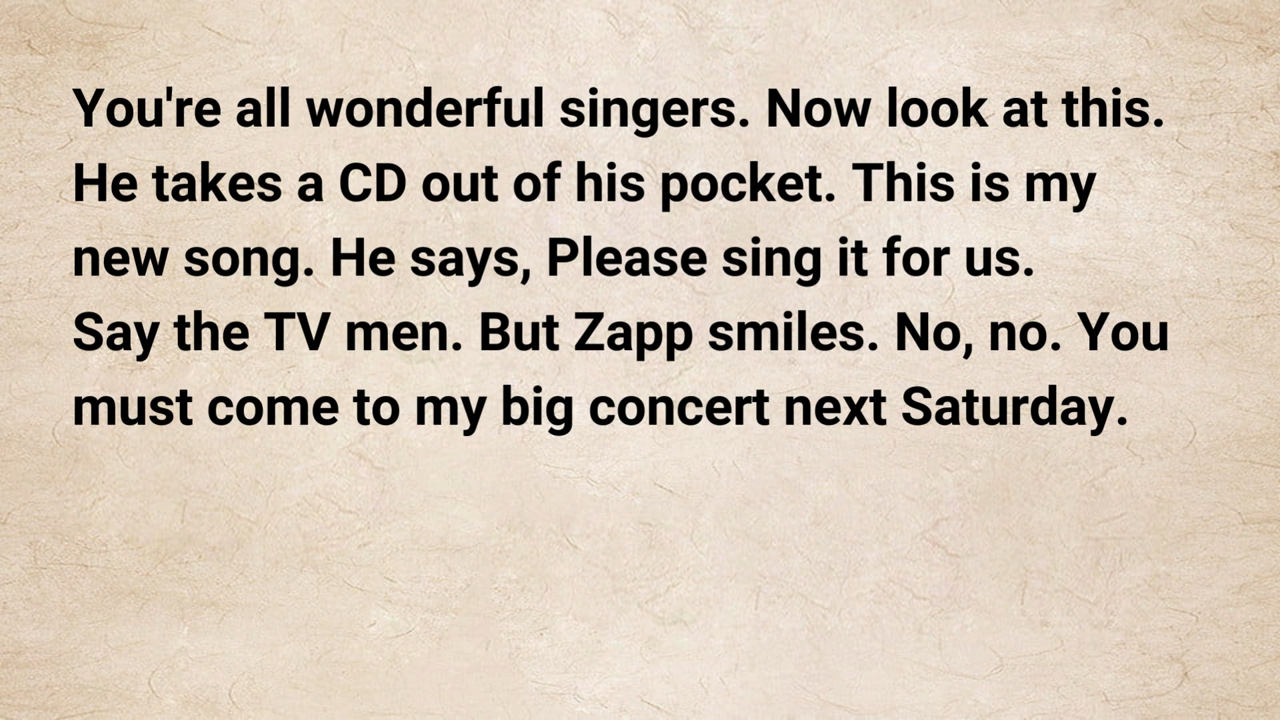 You're all wonderful singers. Now look at this.
He takes a CD out of his pocket. This is my
new song. He says, Please sing it for us.
Say the TV men. But Zapp smiles. No, no. You
must come to my big concert next Saturday.